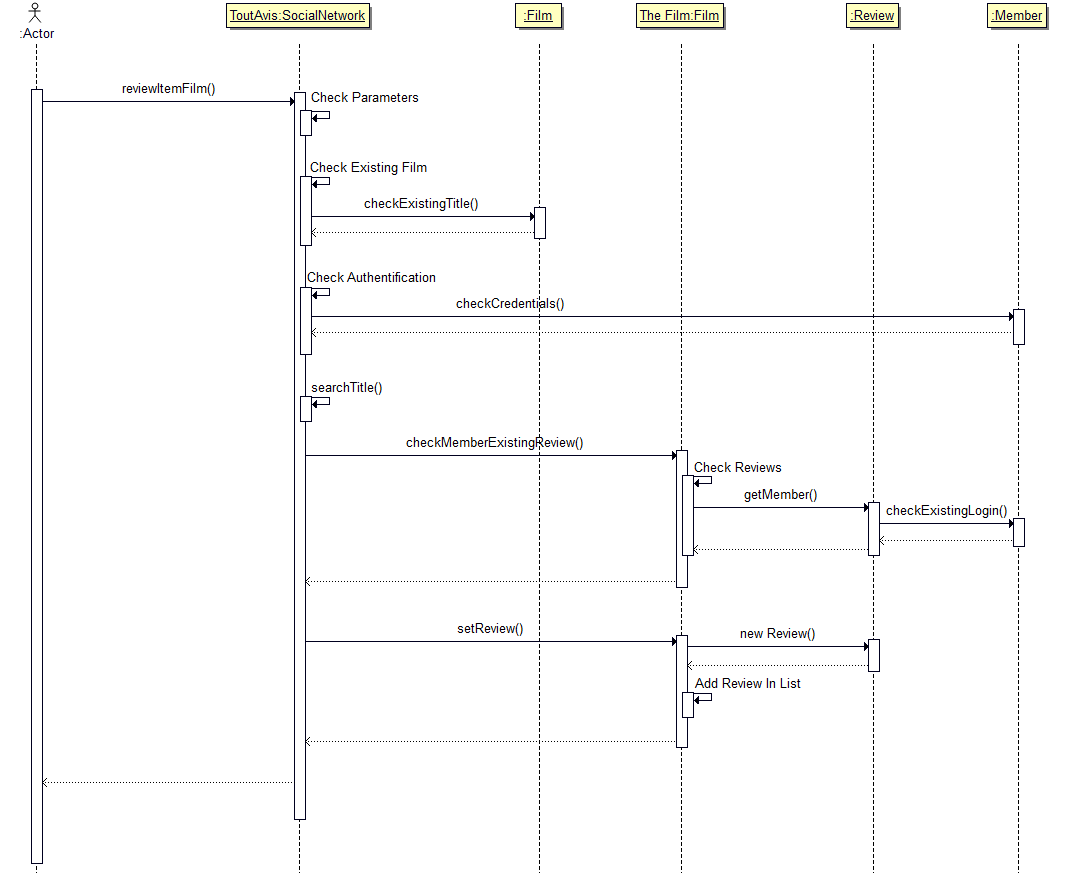 :Actor
ToutAvis:SocialNetwork
:Film
The Film:Film
:Review
:Member
reviewItemFilm()
Check Parameters
Check Existing Film
checkExistingTitle()
Check Authentification
checkCredentials()
searchTitle()
checkMemberExistingReview()
Check Reviews
getMember()
checkExistingLogin()
setReview()
new Review()
Add Review In List